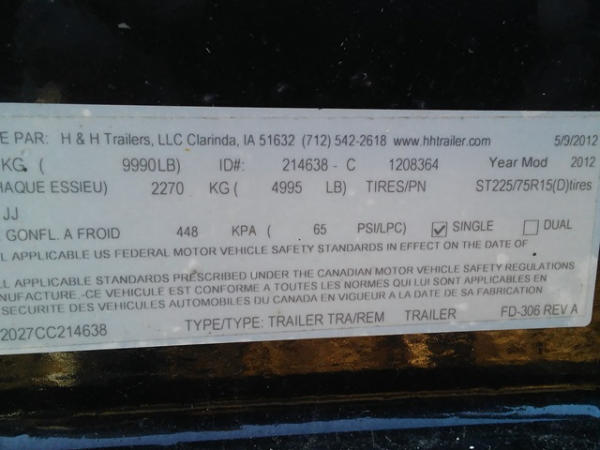 E PAR: H & H Trailers, LLC Clarinda, IA 51632 (712) 542-2618 www.hhtrailer.com 5/9/2012
KG ( 9990LB) ID#: 214638 - C 1208364 Year Mod 2012
HAQUE ESSIEU) 2270 KG ( 4995 LB) TIRES/PN ST225/75R15(D)tires
JJ
GONFL. A FROID 448 KPA ( 65 PSI/LPC) SINGLE DUAL
L APPLICABLE US FEDERAL MOTOR VEHICLE SAFETY STANDARDS IN EFFECT ON THE DATE OF
LL APPLICABLE STANDARDS PRESCRIBED UNDER THE CANADIAN MOTOR VEHICLE SAFETY REGULATIONS
NUFACTURE.-CE VEHICULE EST CONFORME A TOUTES LES NORMES QUI LUI SONT APPLICABLES EN
SECURITE DES VEHICULES AUTOMOBILES DU CANADA EN VIGUEUR A LA DATE DE SA FABRICATION
2027CC214638 TYPE/TYPE: TRAILER TRA/REM TRAILER FD-306 REV A